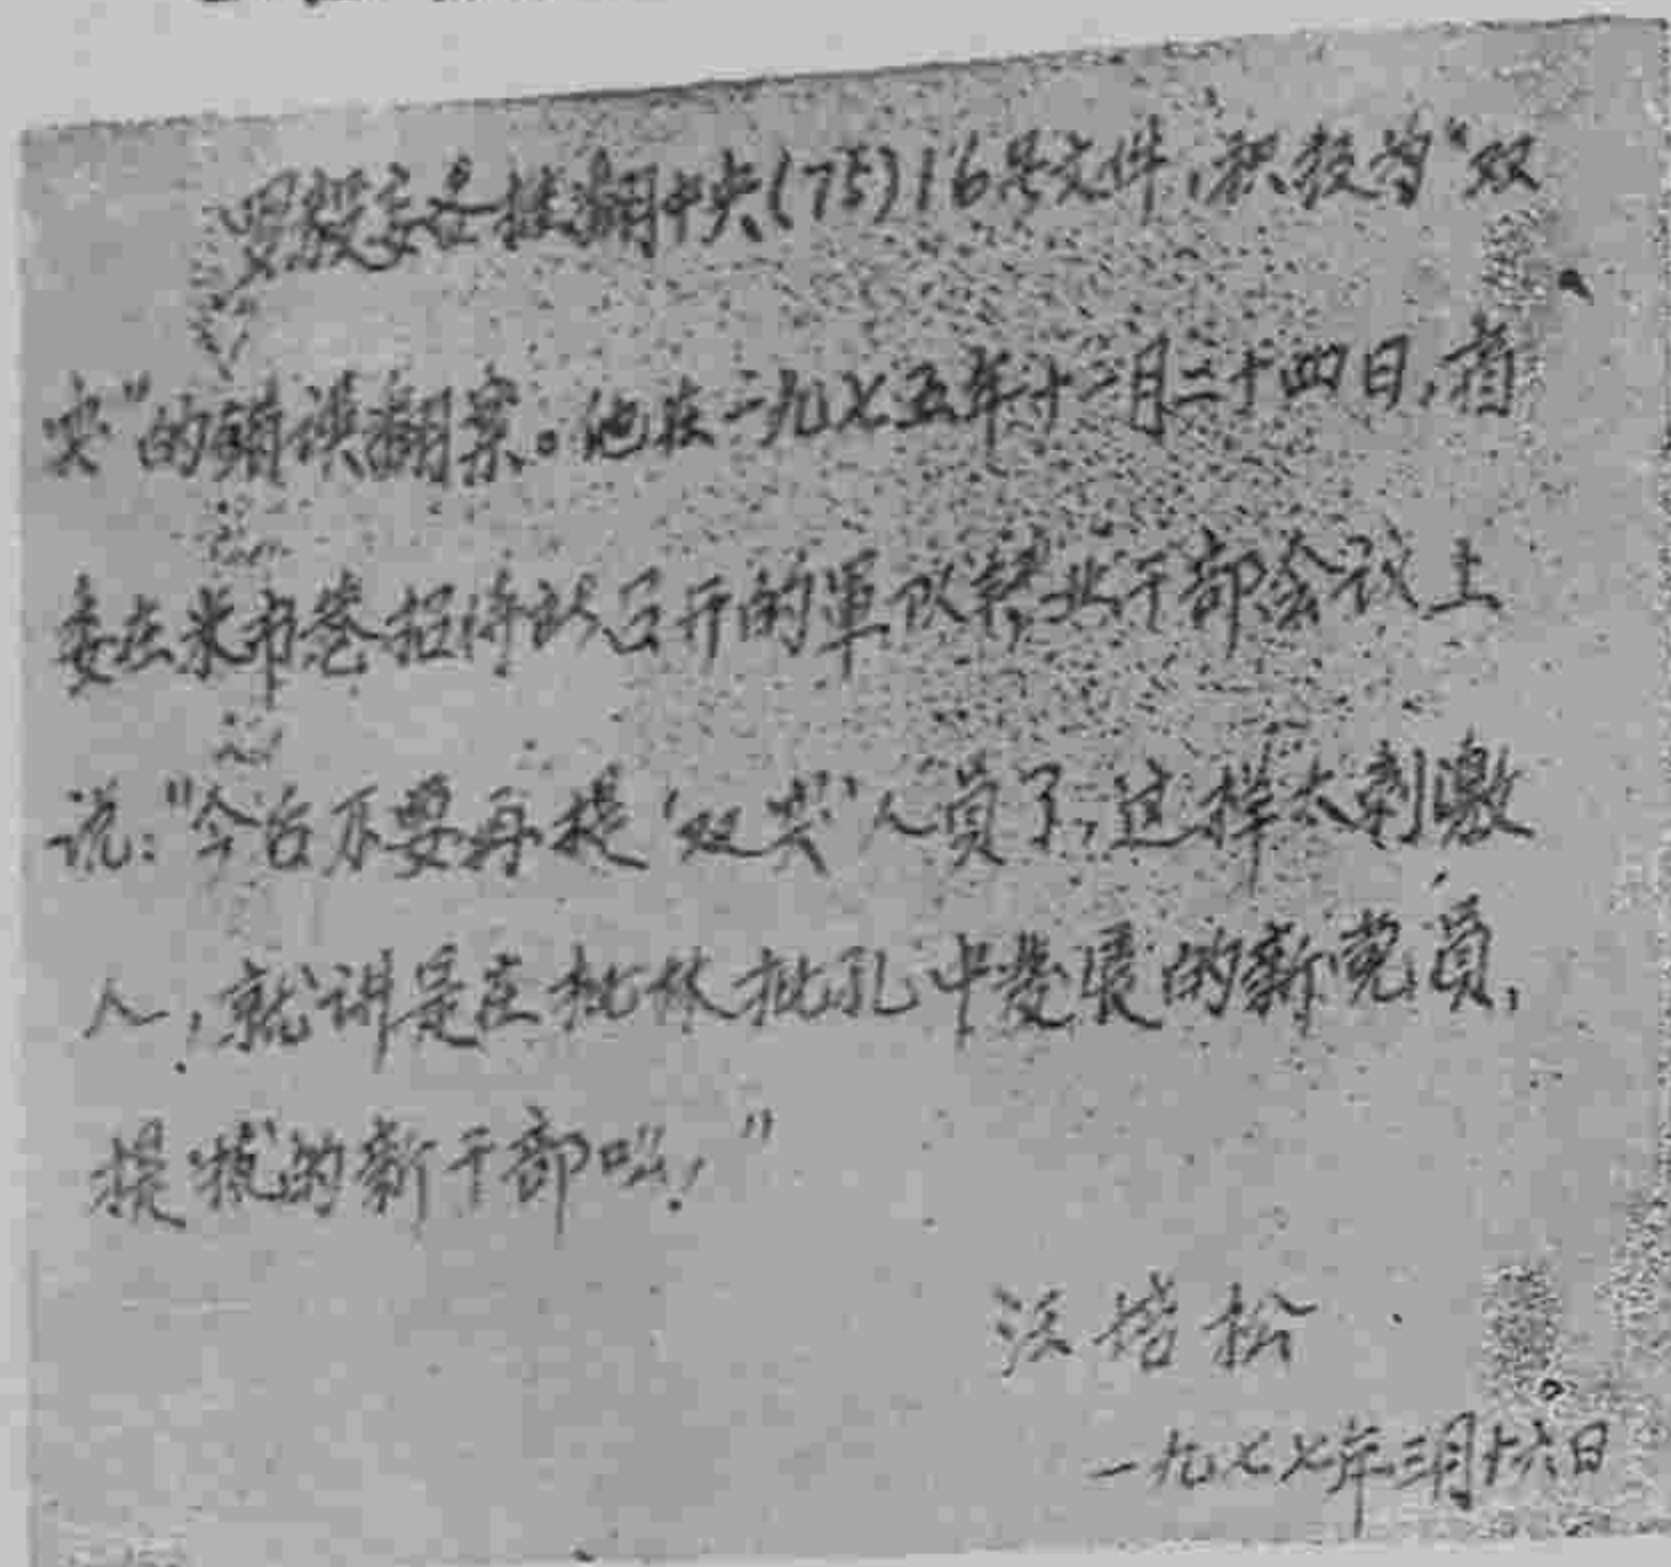 罗毅妄图推翻中央(75)16号文件,积极为“双
突”的错误翻案。他在一九七五年十二月二十四日,省
委在米市巷招待所召开的军队转业干部会议上
说:“今后不要再提‘双突’人员了,这样太刺激
人,就讲是在批林批孔中发展的新党员,
提拔的新干部嘛!”
汪培松
一九七七年三月十六日